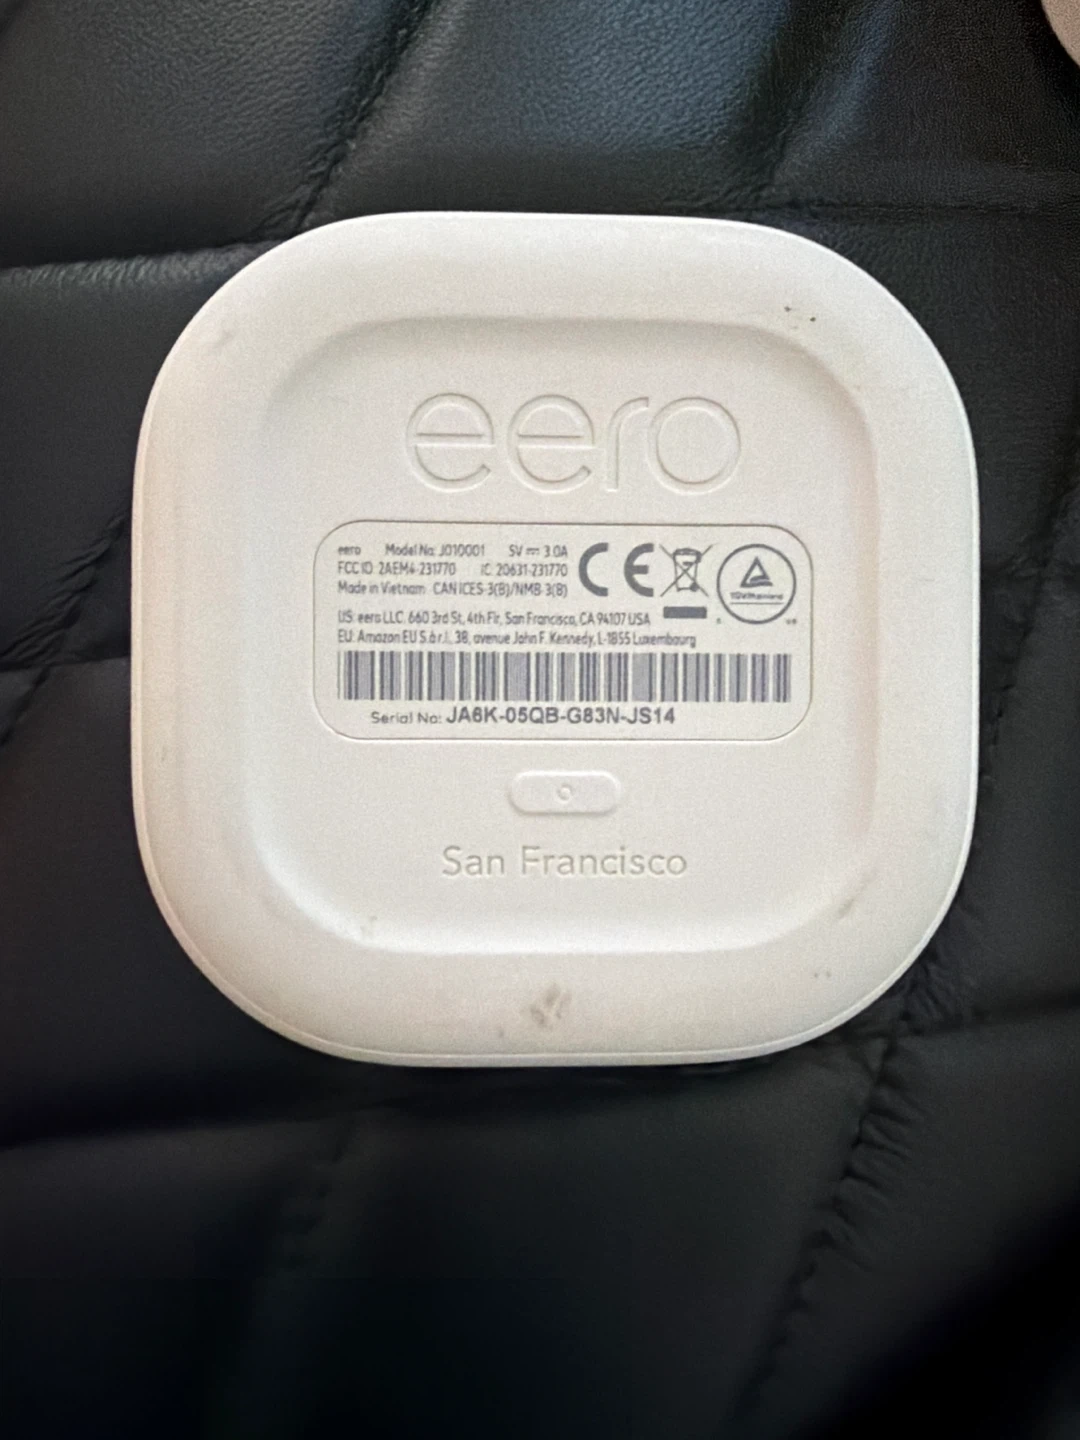 eero
eero Model No: J010001 5V ⎓ 3.0A
FCC ID: 2AEM4-231770 IC: 20631-231770
Made in Vietnam CAN ICES-3(B)/NMB-3(B)
US: eero LLC. 660 3rd St, 4th Flr, San Francisco, CA 94107 USA
EU: Amazon EU S.à r.l., 38, avenue John F. Kennedy, L-1855 Luxembourg
CE
TÜVRheinland
Serial No: JA6K-05QB-G83N-JS14
San Francisco